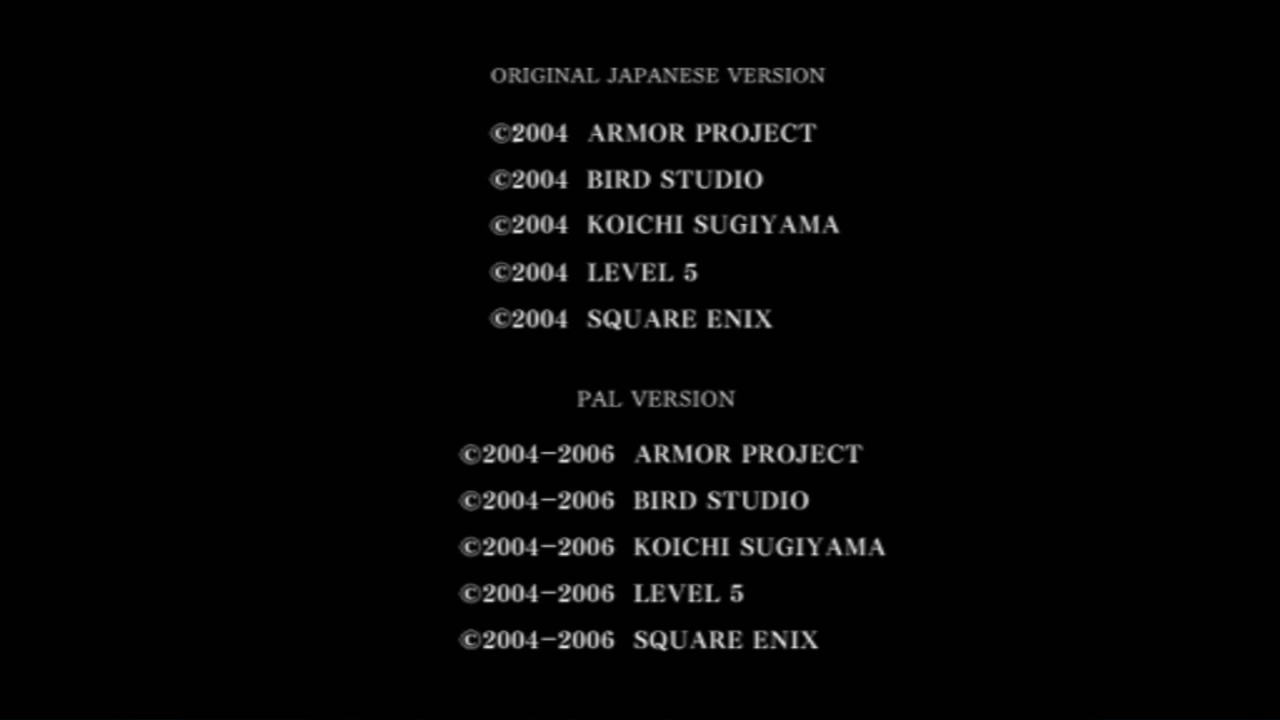 ORIGINAL JAPANESE VERSION
©2004 ARMOR PROJECT
©2004 BIRD STUDIO
©2004 KOICHI SUGIYAMA
©2004 LEVEL 5
©2004 SQUARE ENIX
PAL VERSION
©2004-2006 ARMOR PROJECT
©2004-2006 BIRD STUDIO
©2004-2006 KOICHI SUGIYAMA
©2004-2006 LEVEL 5
©2004-2006 SQUARE ENIX